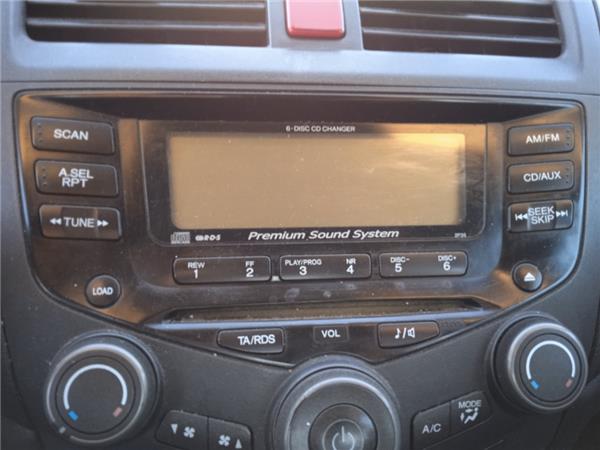 6-DISC CD CHANGER
SCAN
AM/FM
A.SEL
RPT
CD/AUX
TUNE
SEEK
SKIP
R·D·S
Premium Sound System
REW
1
FF
2
PLAY/PROG
3
NR
4
DISC-
5
DISC+
6
LOAD
TA/RDS
VOL
MODE
A/C